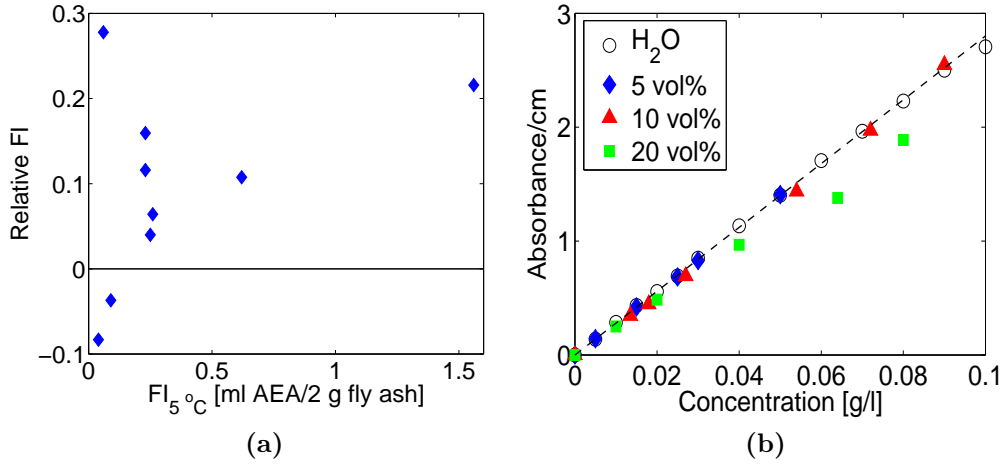 0.3
0.2
0.1
0
−0.1
Relative FI
0
0.5
1
1.5
FI5 °C [ml AEA/2 g fly ash]
(a)
3
2
1
0
Absorbance/cm
H2O
5 vol%
10 vol%
20 vol%
0
0.02
0.04
0.06
0.08
0.1
Concentration [g/l]
(b)